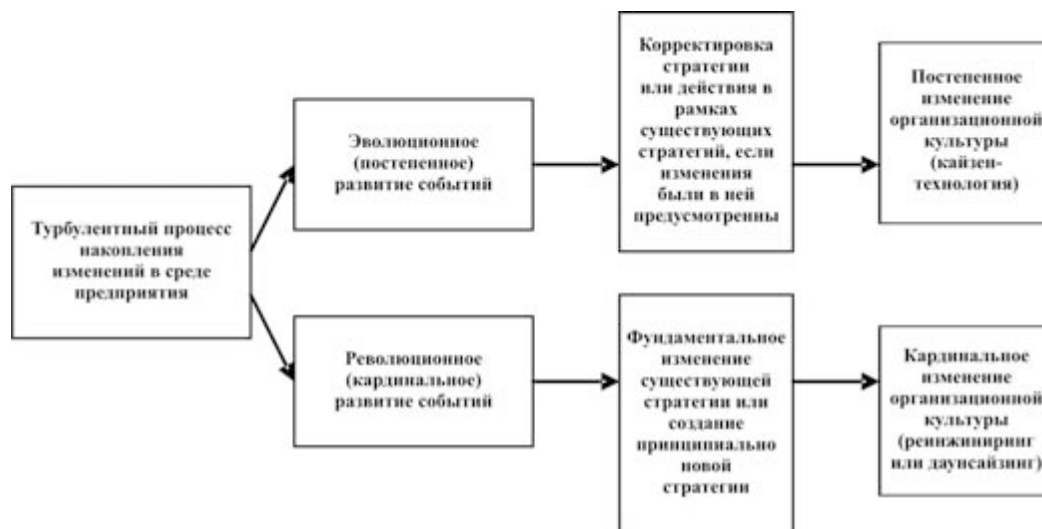 Турбулентный процесс
накопления
изменений в среде
предприятия
Эволюционное
(постепенное)
развитие событий
Корректировка
стратегии
или действия в
рамках
существующих
стратегий, если
изменения
были в ней
предусмотренны
Постепенное
изменение
организационной
культуры
(кайзен-
технология)
Революционное
(кардинальное)
развитие событий
Фундаментальное
изменение
существующей
стратегии или
создание
принципиально
новой
стратегии
Кардинальное
изменение
организационной
культуры
(реинжиниринг
или даунсайзинг)